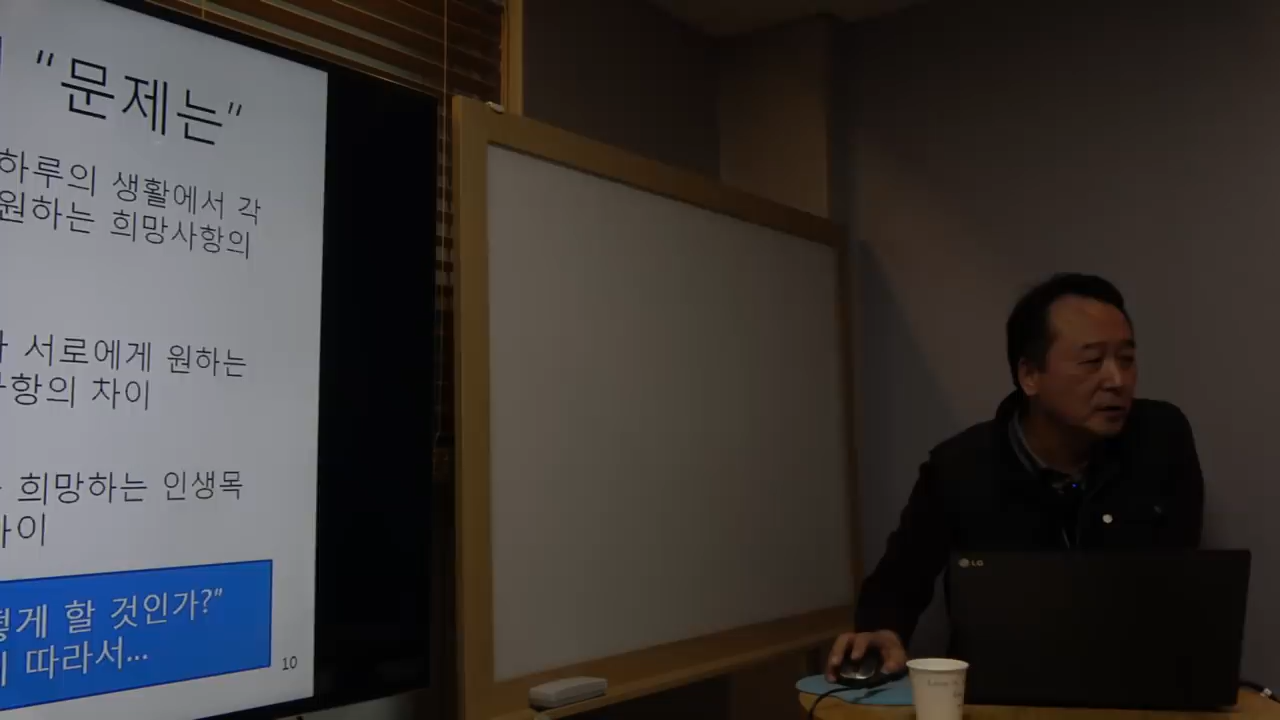 "문제는"
하루의 생활에서 각
원하는 희망사항의
서로에게 원하는
항의 차이
희망하는 인생목
이
게 할 것인가?"
따라서...
10
LG